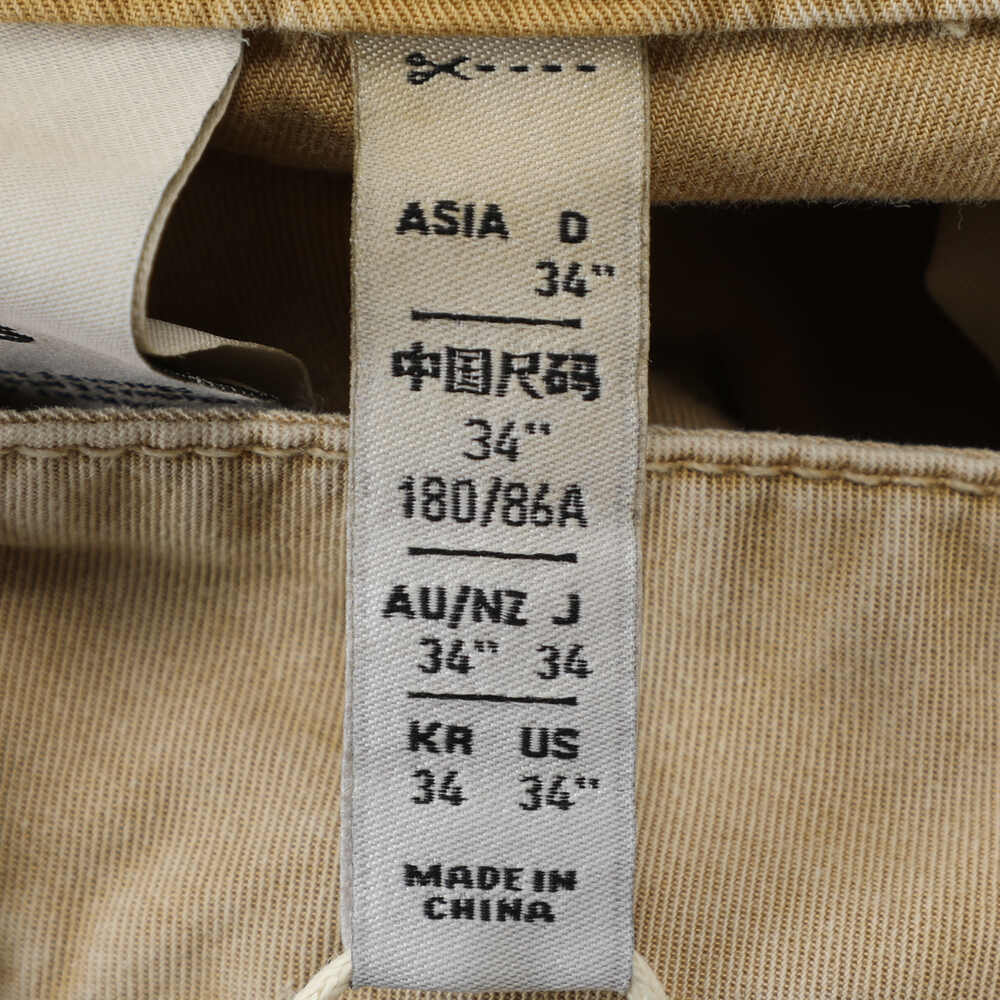 ASIA D
34"
中国尺码
34"
180/86A
AU/NZ J
34" 34
KR US
34 34"
MADE IN
CHINA